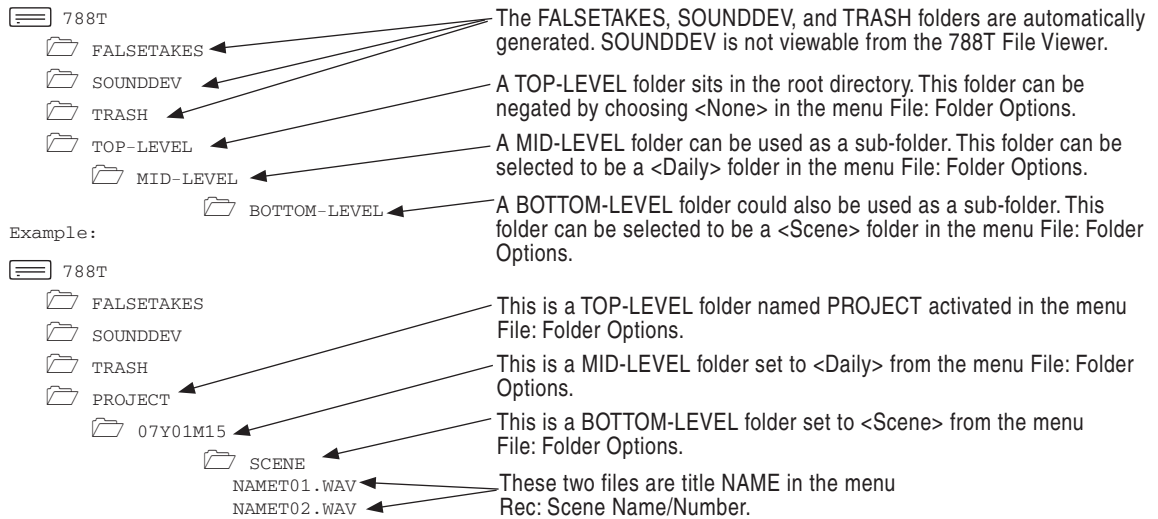 788T
FALSETAKES
SOUNDDEV
TRASH
TOP-LEVEL
MID-LEVEL
BOTTOM-LEVEL
The FALSETAKES, SOUNDDEV, and TRASH folders are automatically
generated. SOUNDDEV is not viewable from the 788T File Viewer.
A TOP-LEVEL folder sits in the root directory. This folder can be
negated by choosing <None> in the menu File: Folder Options.
A MID-LEVEL folder can be used as a sub-folder. This folder can be
selected to be a <Daily> folder in the menu File: Folder Options.
A BOTTOM-LEVEL folder could also be used as a sub-folder. This
folder can be selected to be a <Scene> folder in the menu File: Folder
Options.
Example:
788T
FALSETAKES
SOUNDDEV
TRASH
PROJECT
07Y01M15
SCENE
NAMET01.WAV
NAMET02.WAV
This is a TOP-LEVEL folder named PROJECT activated in the menu
File: Folder Options.
This is a MID-LEVEL folder set to <Daily> from the menu File: Folder
Options.
This is a BOTTOM-LEVEL folder set to <Scene> from the menu
File: Folder Options.
These two files are title NAME in the menu
Rec: Scene Name/Number.